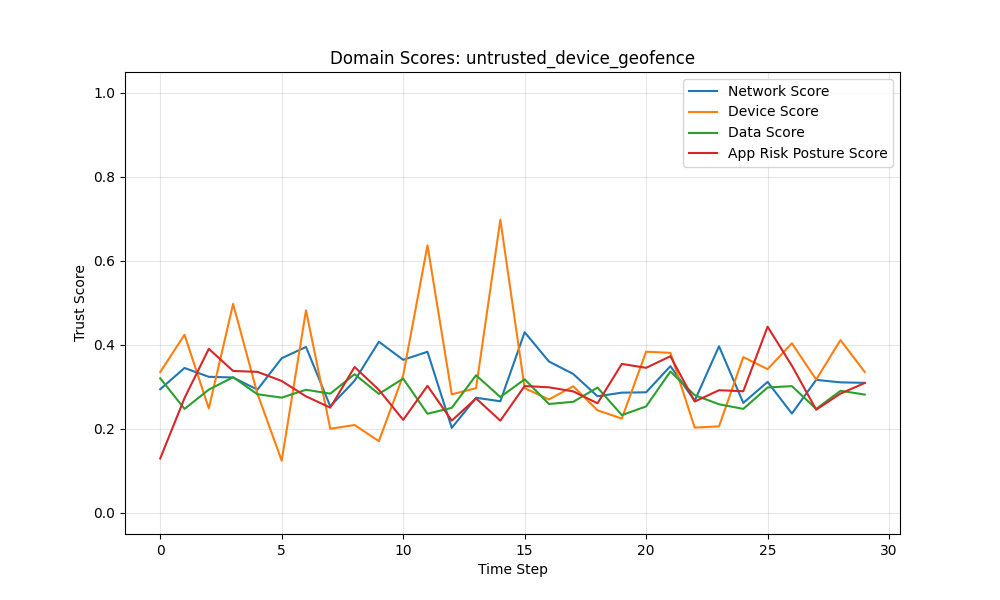 Domain Scores: untrusted_device_geofence
Network Score
Device Score
Data Score
App Risk Posture Score
Trust Score
1.0
0.8
0.6
0.4
0.2
0.0
0 5 10 15 20 25 30
Time Step